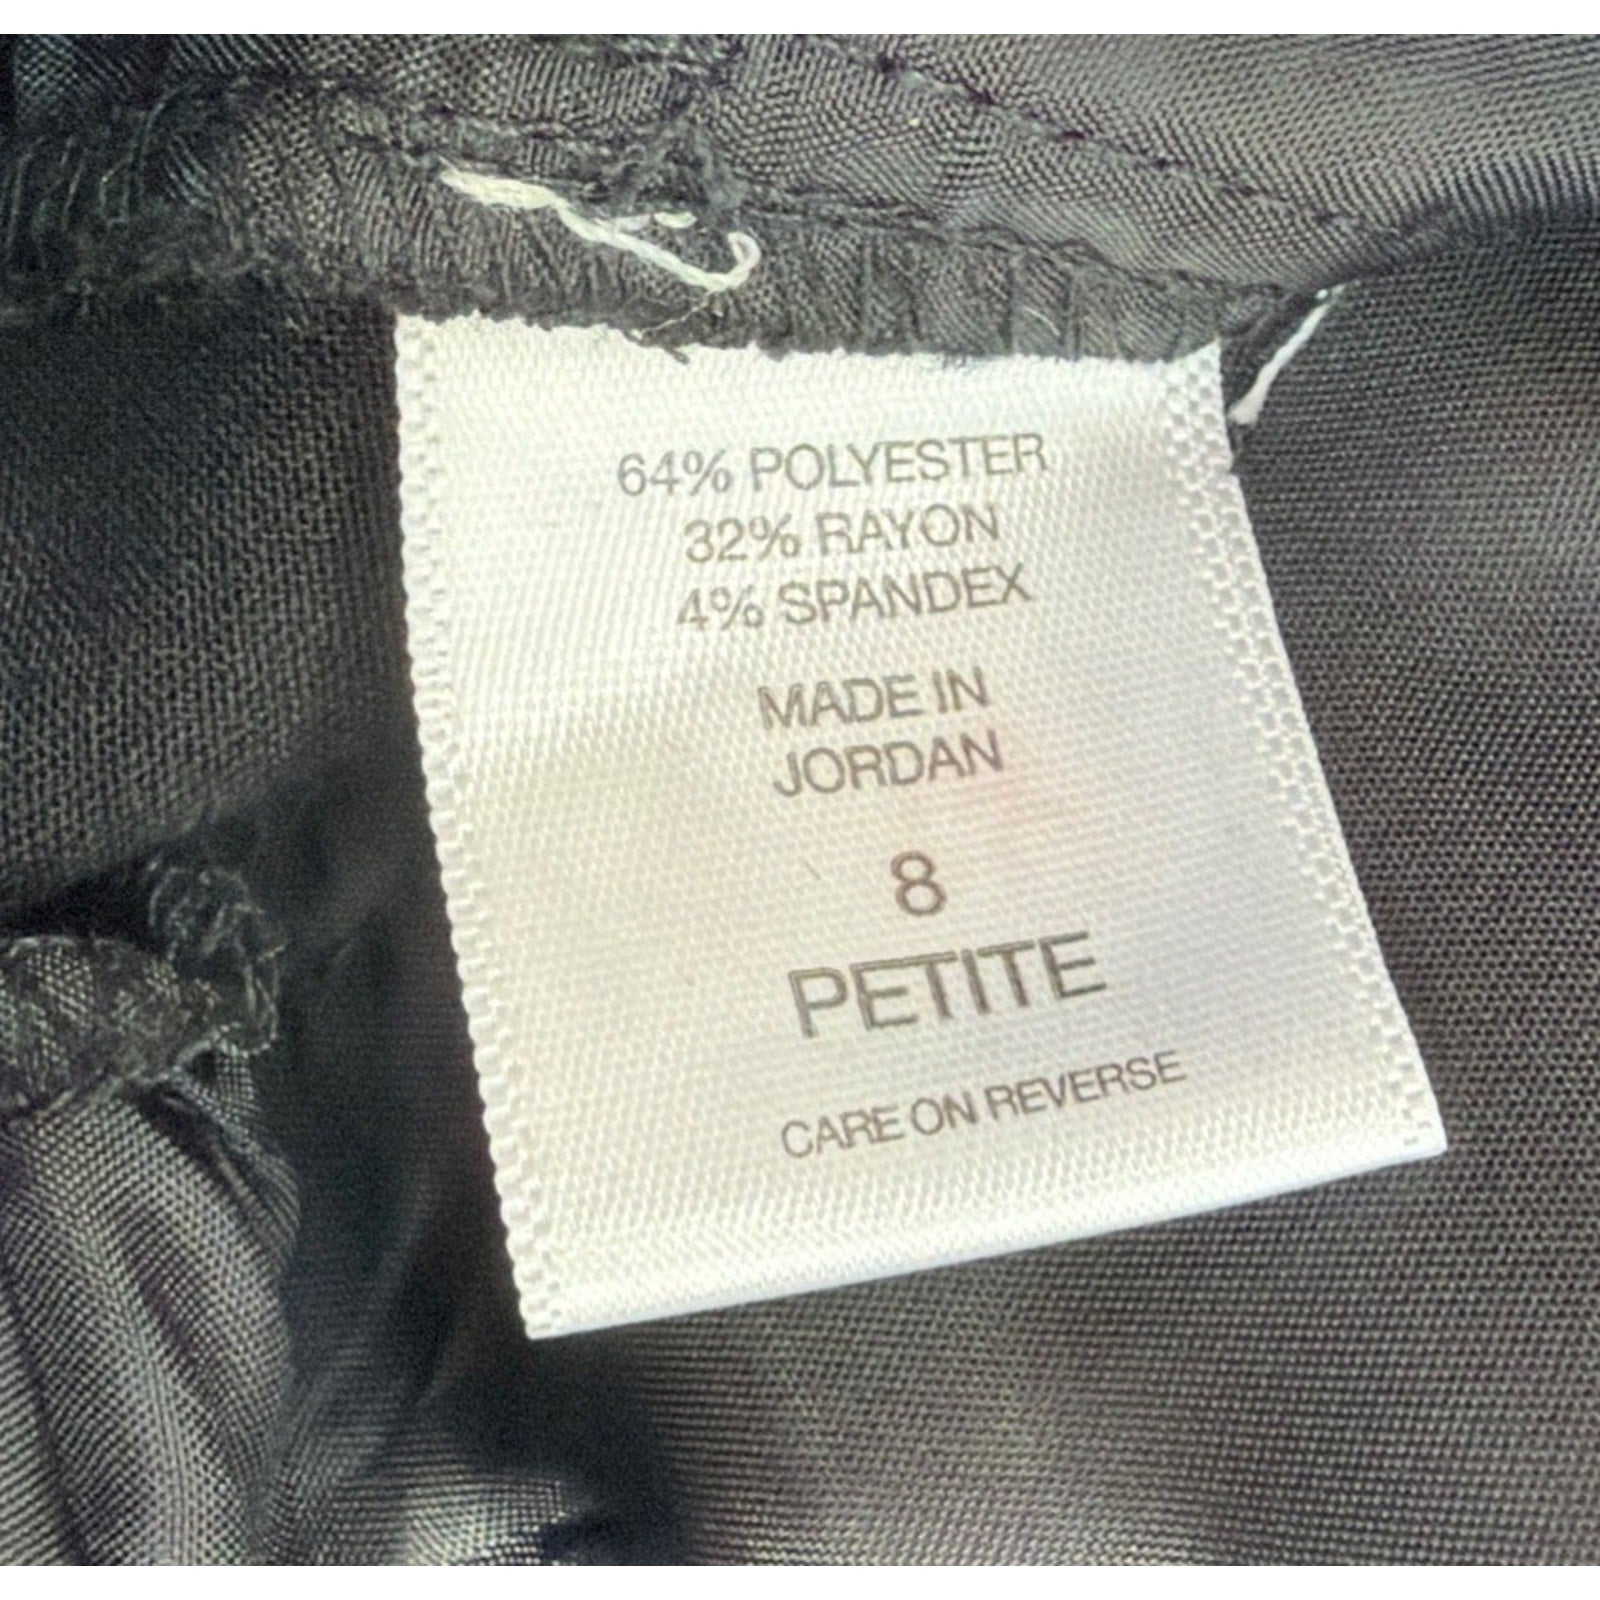 64% POLYESTER
32% RAYON
4% SPANDEX
MADE IN
JORDAN
8
PETITE
CARE ON REVERSE